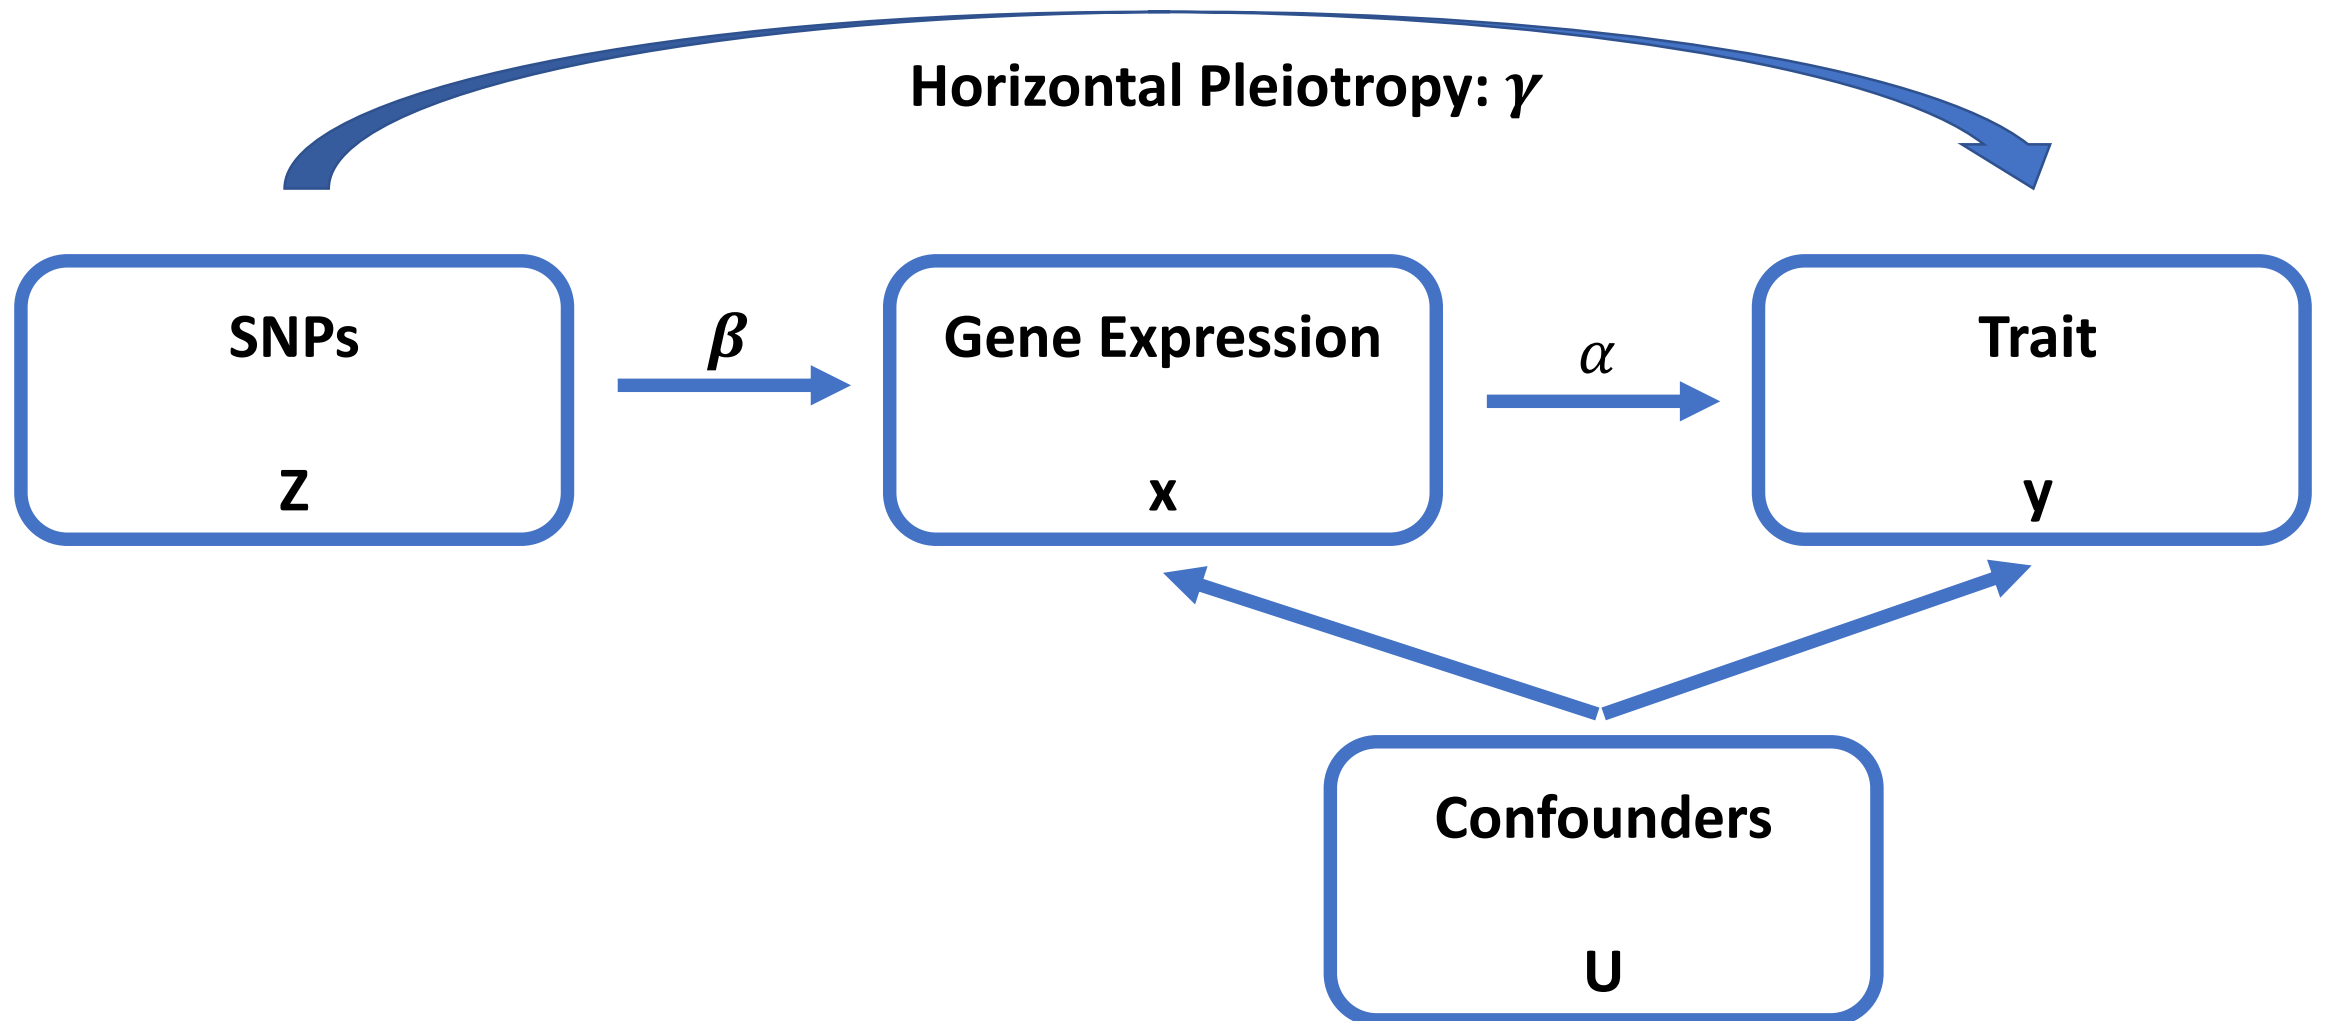 Horizontal Pleiotropy: γ
SNPs
Z
β
Gene Expression
x
α
Trait
y
Confounders
U